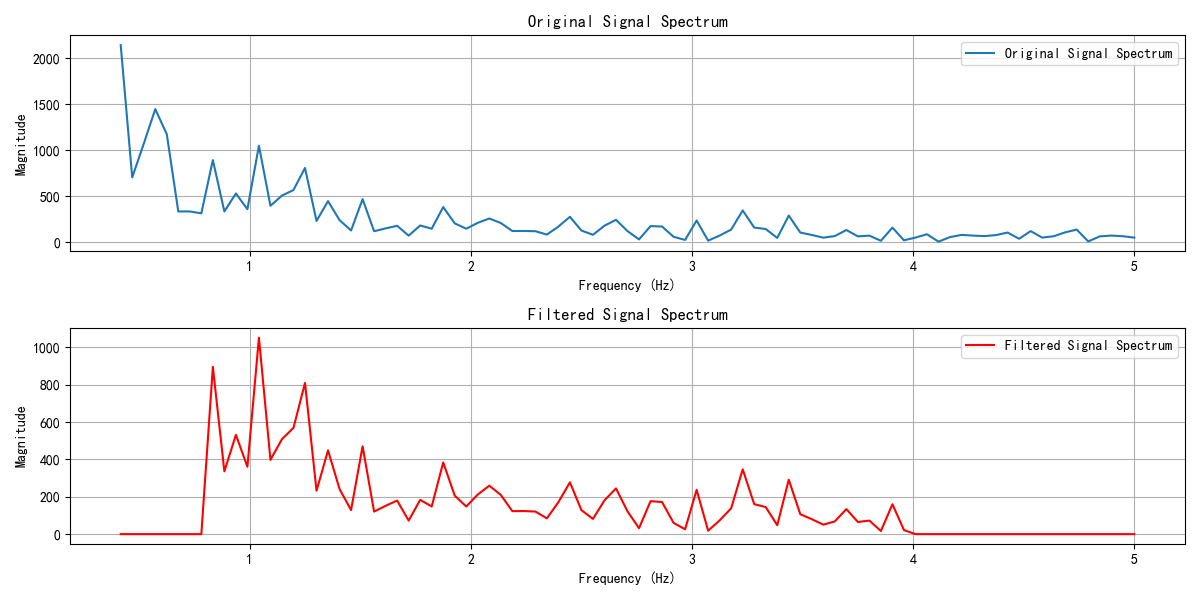 Original Signal Spectrum
Original Signal Spectrum
Magnitude
2000
1500
1000
500
0
1 2 3 4 5
Frequency (Hz)
Filtered Signal Spectrum
Filtered Signal Spectrum
Magnitude
1000
800
600
400
200
0
1 2 3 4 5
Frequency (Hz)